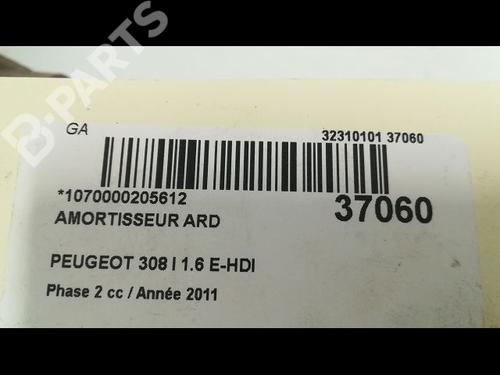 B-PARTS
GA
32310101 37060
*1070000205612
37060
AMORTISSEUR ARD
PEUGEOT 308 I 1.6 E-HDI
Phase 2 cc / Année 2011